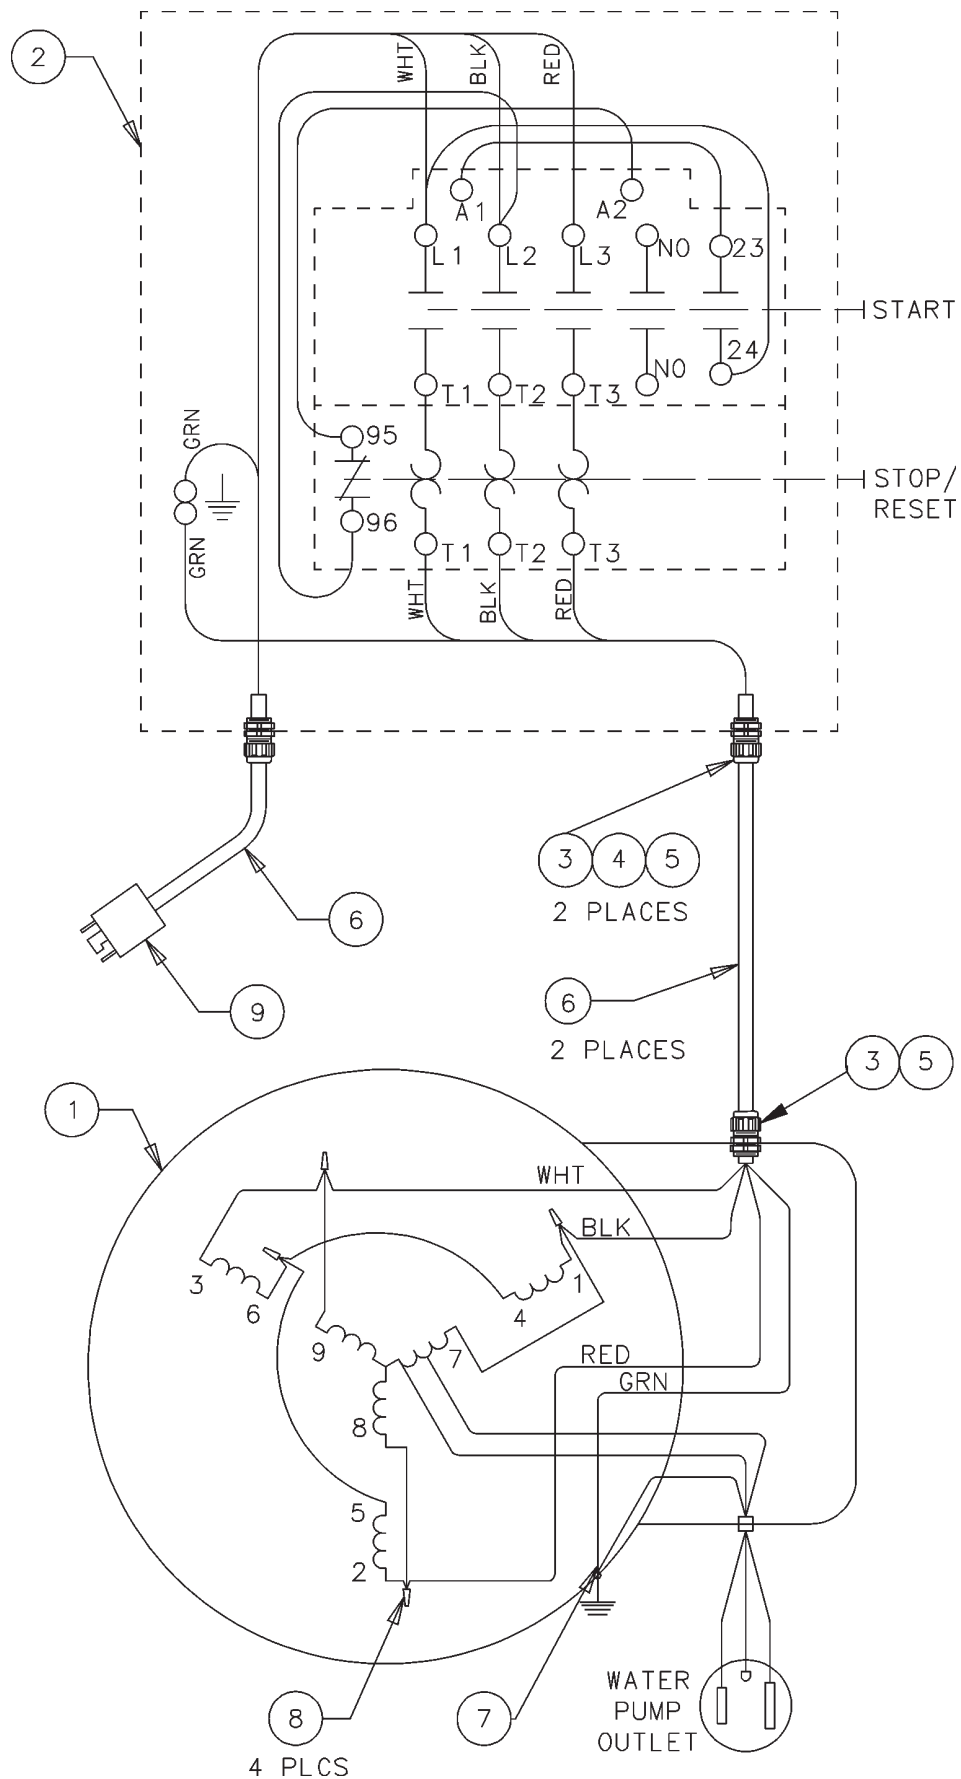 2
WHT
BLK
RED
A1
A2
L1
L2
L3
NO
23
START
T1
T2
T3
NO
24
GRN
95
STOP/
RESET
96
GRN
T1
T2
T3
WHT
BLK
RED
3 4 5
2 PLACES
6
9
6
2 PLACES
3 5
1
WHT
BLK
3
6
1
4
9
7
RED
GRN
8
5
2
WATER
PUMP
OUTLET
8
4 PLCS
7